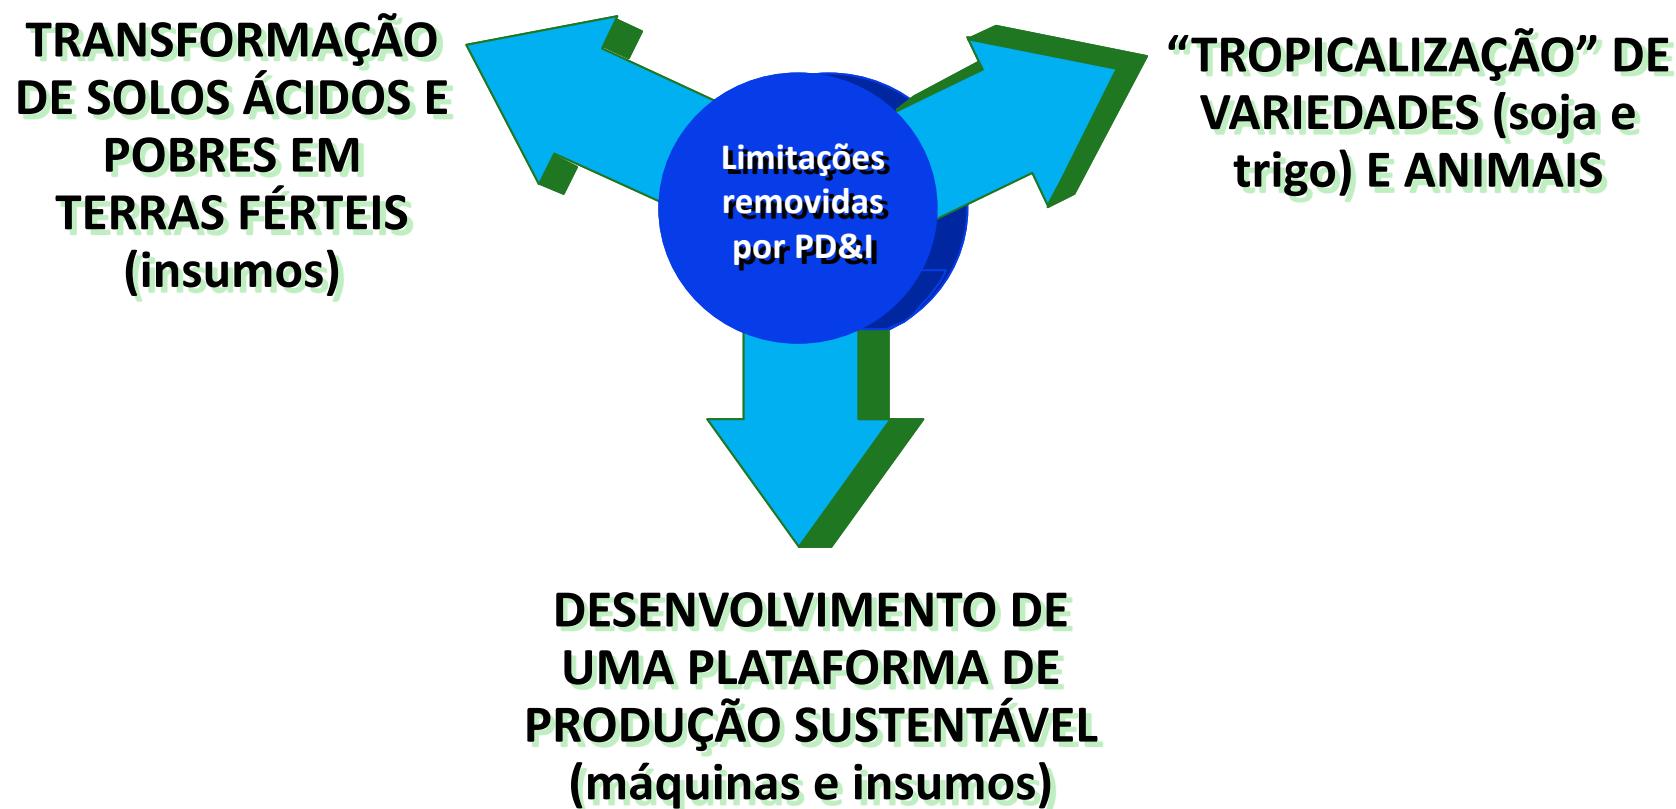 TRANSFORMAÇÃO
DE SOLOS ÁCIDOS E
POBRES EM
TERRAS FÉRTEIS
(insumos)
Limitações
removidas
por PD&I
“TROPICALIZAÇÃO” DE
VARIEDADES (soja e
trigo) E ANIMAIS
DESENVOLVIMENTO DE
UMA PLATAFORMA DE
PRODUÇÃO SUSTENTÁVEL
(máquinas e insumos)